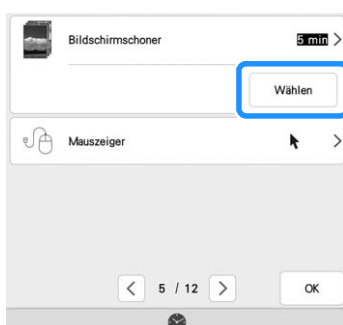 Bildschirmschoner 5 min >
Wählen
Mauszeiger >
< 5 / 12 > OK